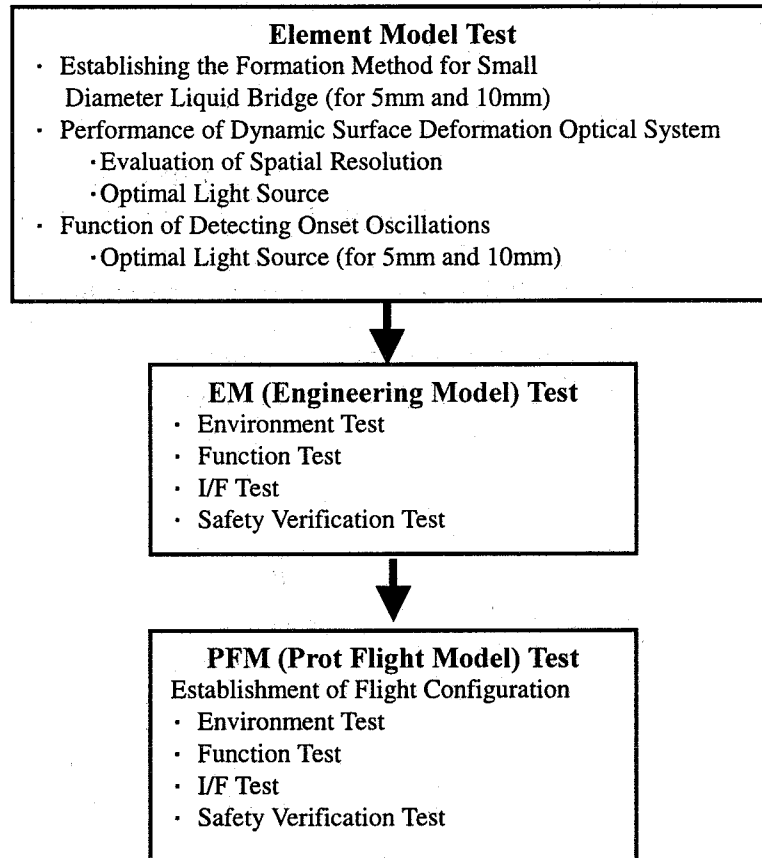 Element Model Test
· Establishing the Formation Method for Small
Diameter Liquid Bridge (for 5mm and 10mm)
· Performance of Dynamic Surface Deformation Optical System
·Evaluation of Spatial Resolution
·Optimal Light Source
· Function of Detecting Onset Oscillations
·Optimal Light Source (for 5mm and 10mm)
EM (Engineering Model) Test
· Environment Test
· Function Test
· I/F Test
· Safety Verification Test
PFM (Prot Flight Model) Test
Establishment of Flight Configuration
· Environment Test
· Function Test
· I/F Test
· Safety Verification Test